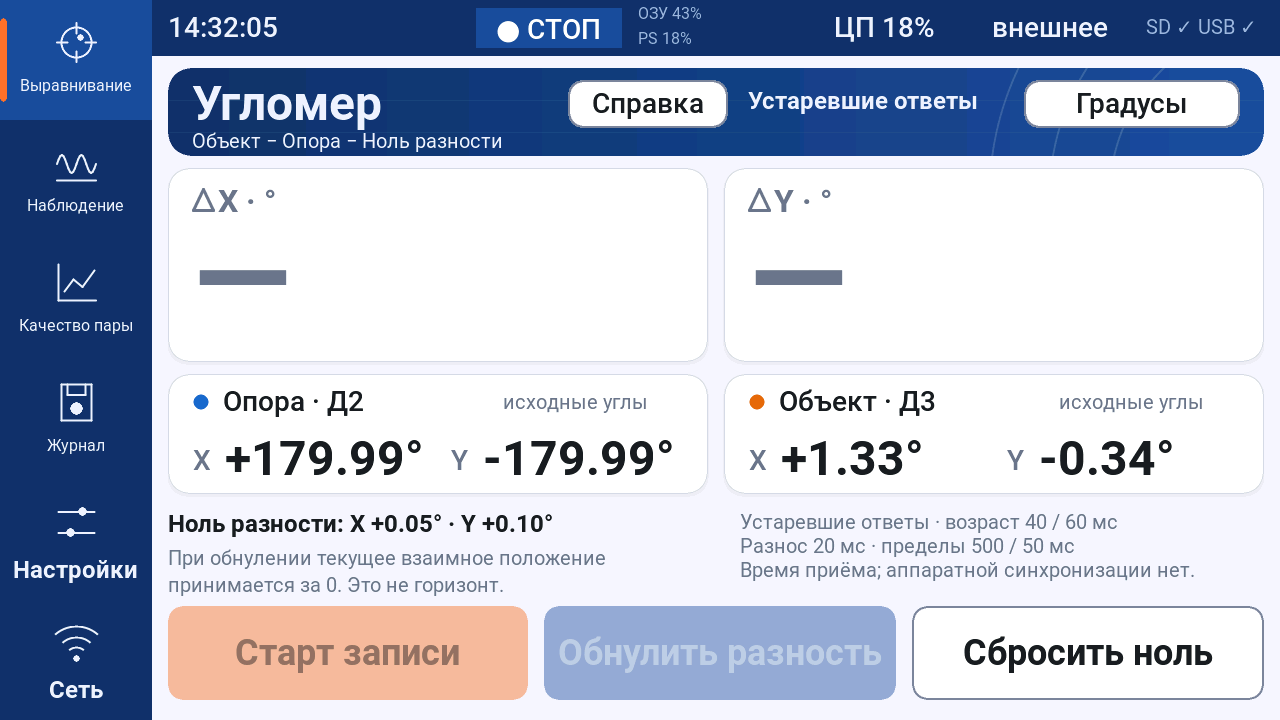 14:32:05
СТОП
ОЗУ 43%
PS 18%
ЦП 18%
внешнее
SD ✓ USB ✓
Выравнивание
Наблюдение
Качество пары
Журнал
Настройки
Сеть
Угломер
Объект – Опора – Ноль разности
Справка
Устаревшие ответы
Градусы
△X · °
—
△Y · °
—
Опора · Д2
исходные углы
X +179.99° Y -179.99°
Объект · Д3
исходные углы
X +1.33° Y -0.34°
Ноль разности: X +0.05° · Y +0.10°
При обнулении текущее взаимное положение
принимается за 0. Это не горизонт.
Устаревшие ответы · возраст 40 / 60 мс
Разнос 20 мс · пределы 500 / 50 мс
Время приёма; аппаратной синхронизации нет.
Старт записи
Обнулить разность
Сбросить ноль